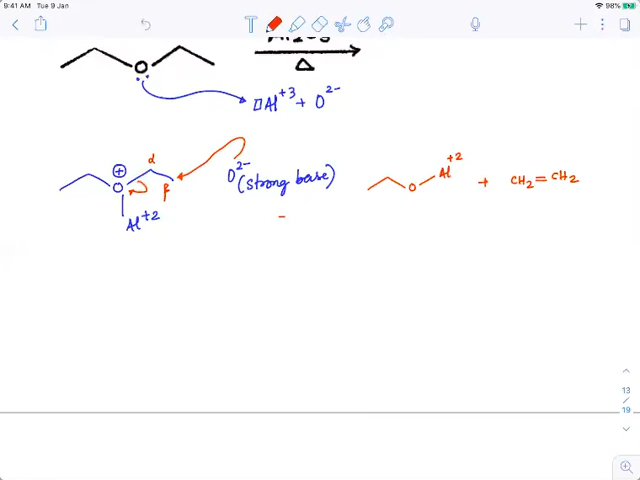 9:41 AM Tue 9 Jan
98%
O
Δ
□Al+3 + O2-
⊕
α
O
β
Al+2
O2-
(strong base)
O
Al+2
+ CH2=CH2
13
/
19